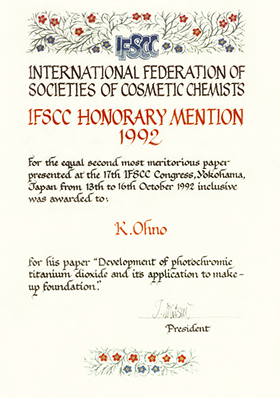 IFSCC
INTERNATIONAL FEDERATION OF
SOCIETIES OF COSMETIC CHEMISTS
IFSCC HONORARY MENTION
1992
For the equal second most meritorious paper
presented at the 17th IFSCC Congress, Yokohama,
Japan from 13th to 16th October 1992 inclusive
was awarded to:
K. Ohno
for his paper “Development of photochromic
titanium dioxide and its application to make-
up foundation”.
President